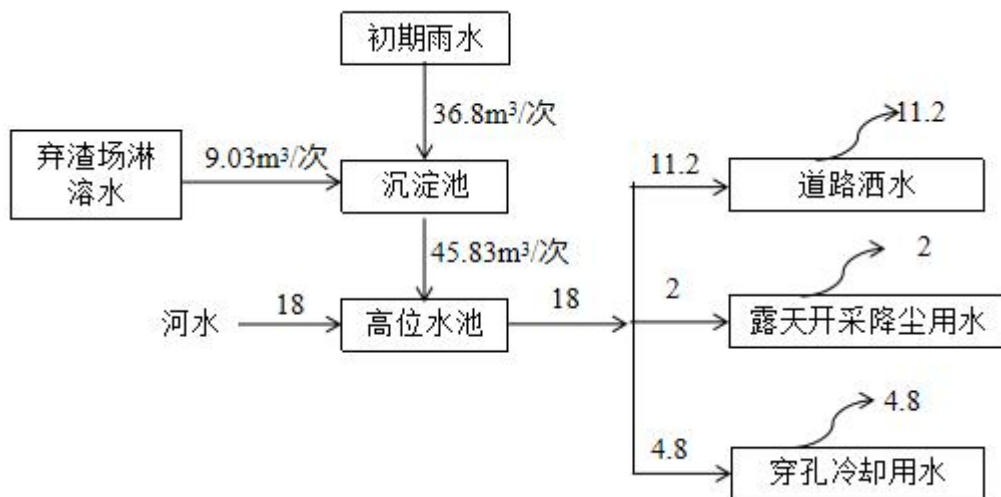 初期雨水
36.8m³/次
11.2
弃渣场淋
溶水
9.03m³/次
沉淀池
11.2
道路洒水
45.83m³/次
2
河水
18
高位水池
18
2
露天开采降尘用水
4.8
4.8
穿孔冷却用水